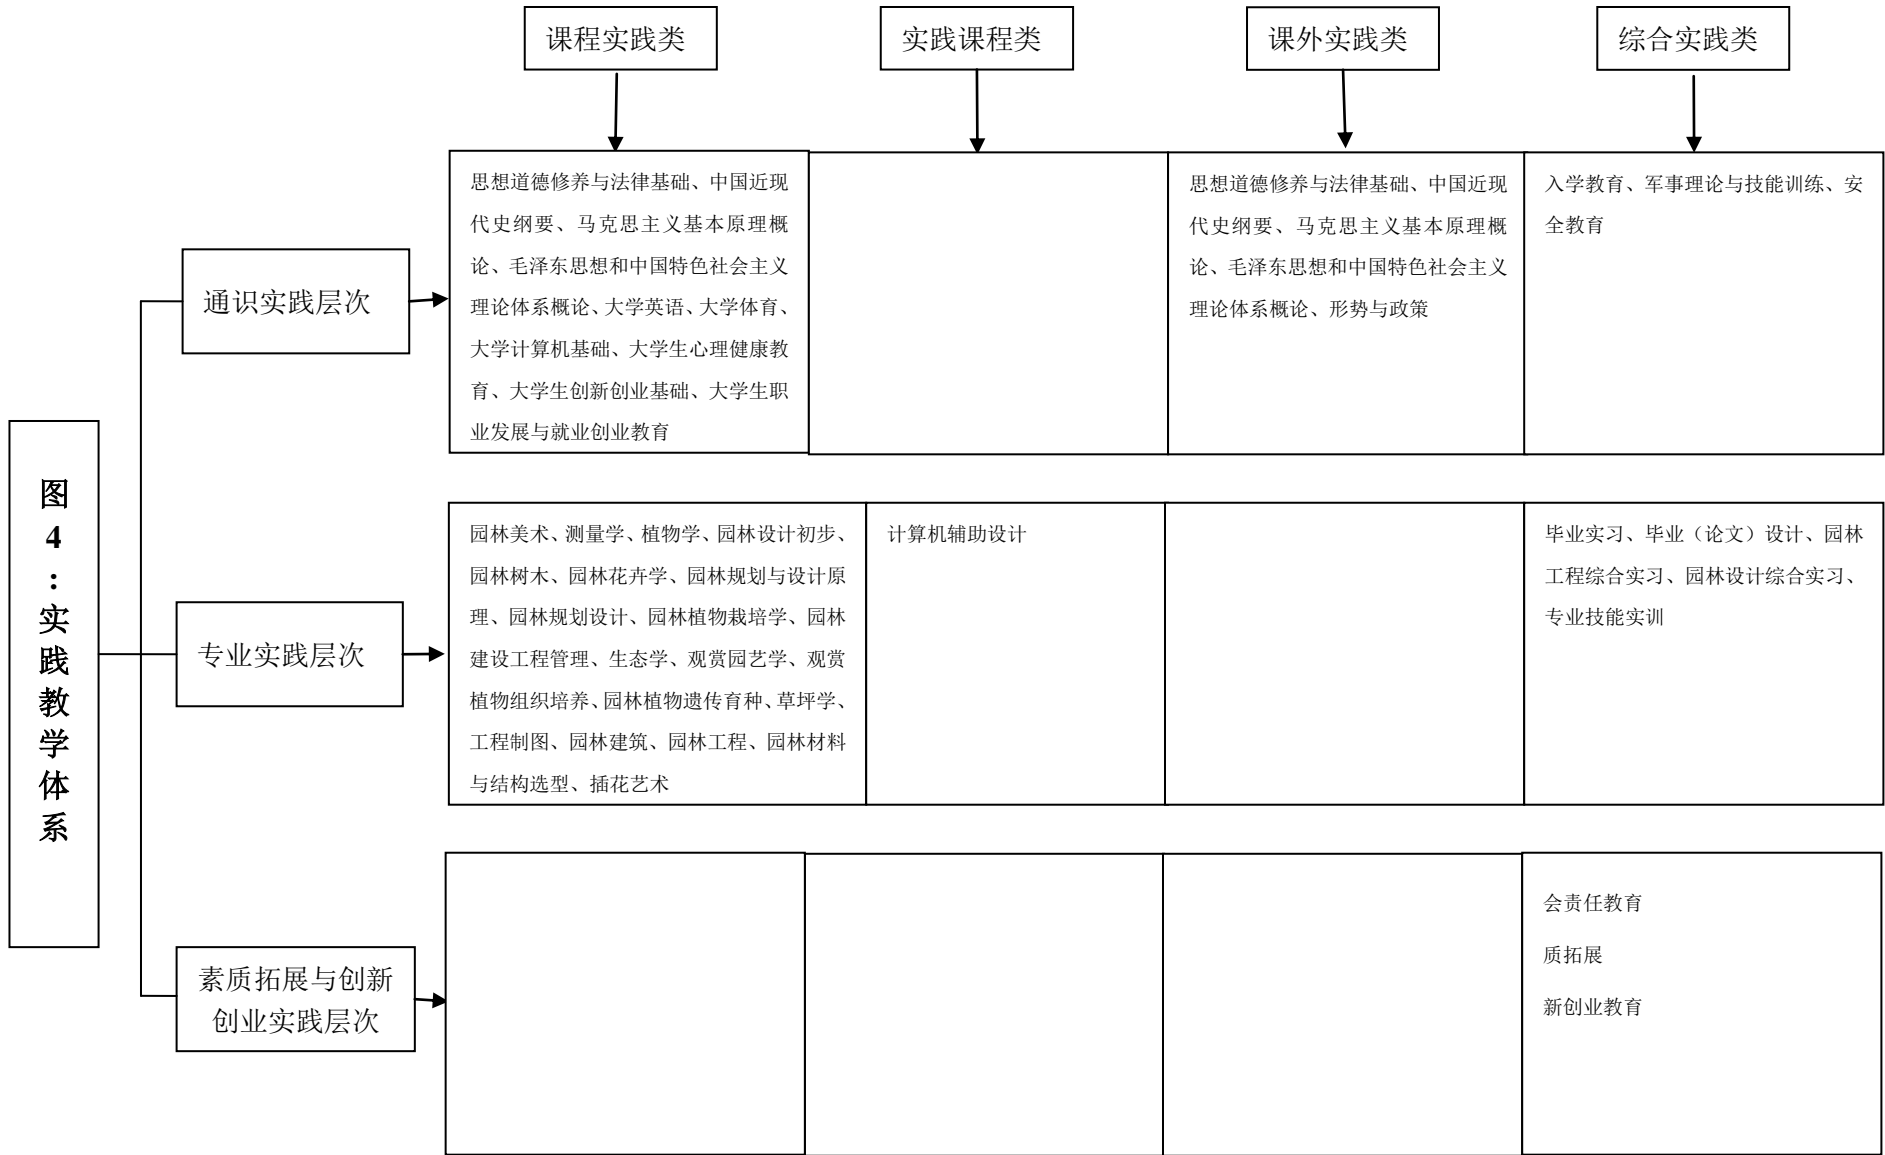 课程实践类
实践课程类
课外实践类
综合实践类
图
4
:
实
践
教
学
体
系
通识实践层次
思想道德修养与法律基础、中国近现
代史纲要、马克思主义基本原理概
论、毛泽东思想和中国特色社会主义
理论体系概论、大学英语、大学体育、
大学计算机基础、大学生心理健康教
育、大学生创新创业基础、大学生职
业发展与就业创业教育
思想道德修养与法律基础、中国近现
代史纲要、马克思主义基本原理概
论、毛泽东思想和中国特色社会主义
理论体系概论、形势与政策
入学教育、军事理论与技能训练、安
全教育
专业实践层次
园林美术、测量学、植物学、园林设计初步、
园林树木、园林花卉学、园林规划与设计原
理、园林规划设计、园林植物栽培学、园林
建设工程管理、生态学、观赏园艺学、观赏
植物组织培养、园林植物遗传育种、草坪学、
工程制图、园林建筑、园林工程、园林材料
与结构选型、插花艺术
计算机辅助设计
毕业实习、毕业（论文）设计、园林
工程综合实习、园林设计综合实习、
专业技能实训
素质拓展与创新
创业实践层次
会责任教育
质拓展
新创业教育